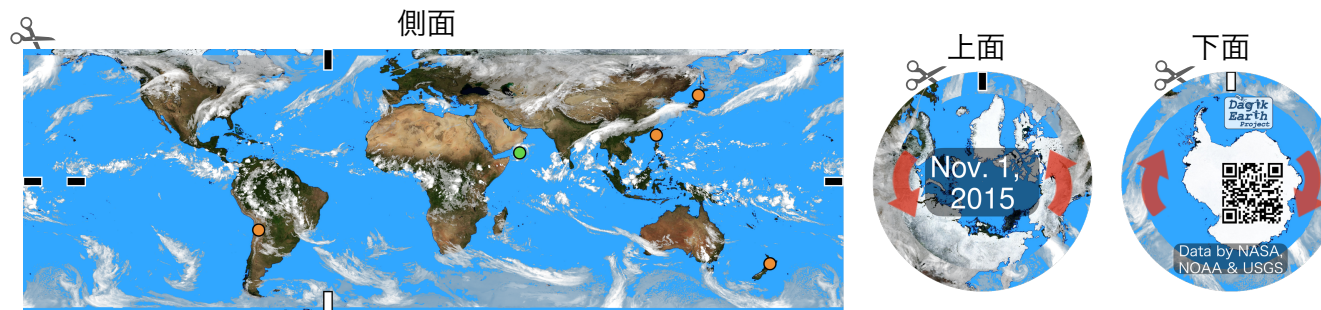 側面
上面
Nov. 1,
2015
下面
Dagik
Earth
Project
Data by NASA,
NOAA & USGS